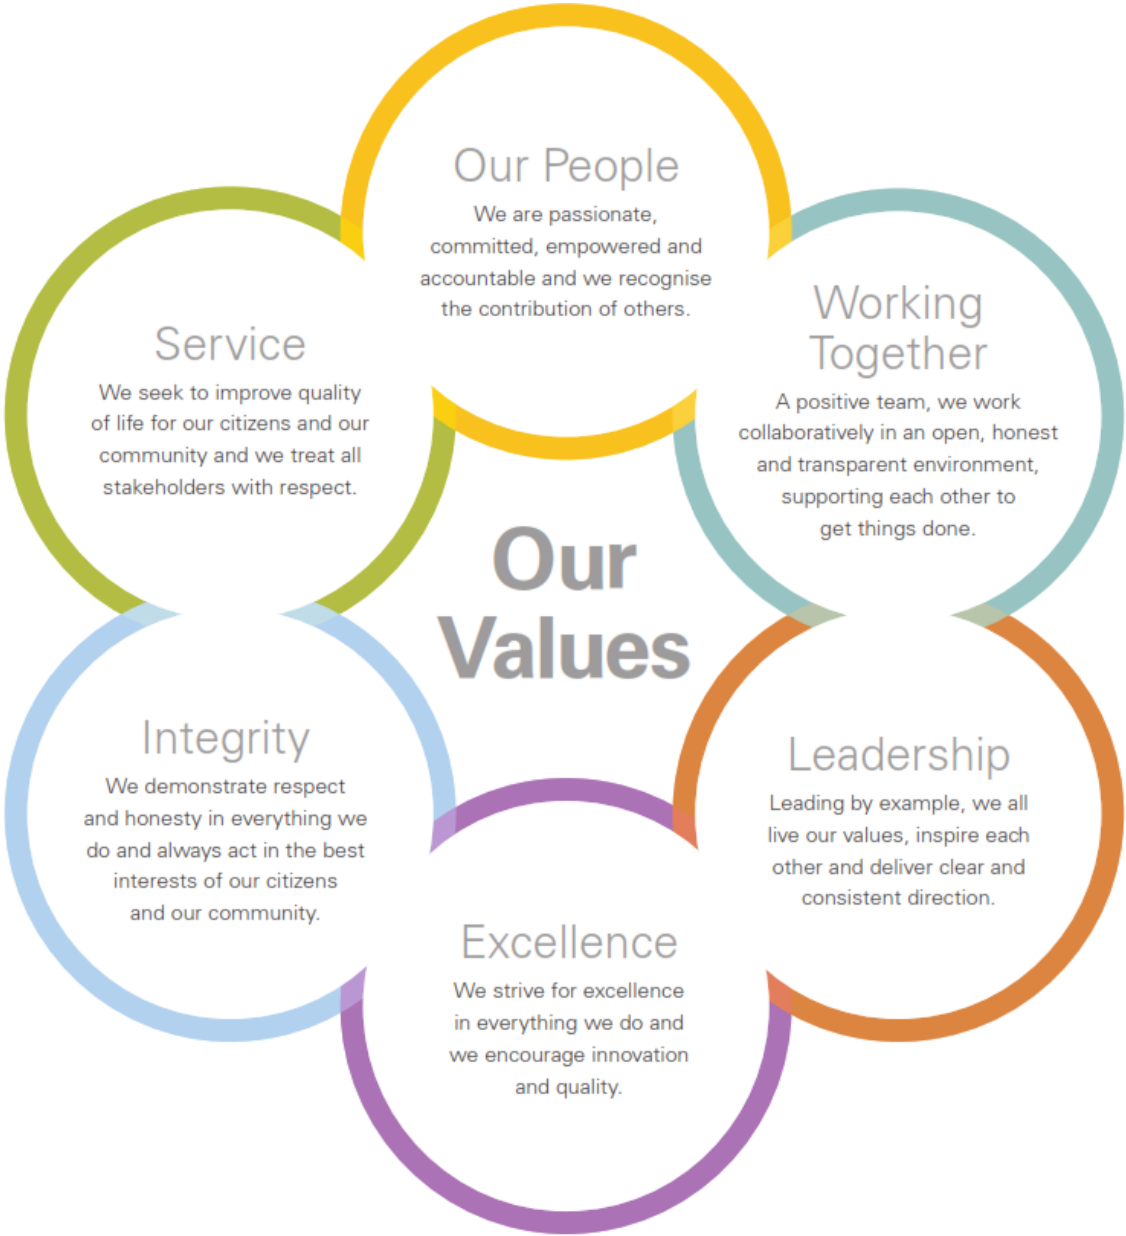 Our People
We are passionate,
committed, empowered and
accountable and we recognise
the contribution of others.
Working
Together
A positive team, we work
collaboratively in an open, honest
and transparent environment,
supporting each other to
get things done.
Service
We seek to improve quality
of life for our citizens and our
community and we treat all
stakeholders with respect.
Our
Values
Integrity
We demonstrate respect
and honesty in everything we
do and always act in the best
interests of our citizens
and our community.
Leadership
Leading by example, we all
live our values, inspire each
other and deliver clear and
consistent direction.
Excellence
We strive for excellence
in everything we do and
we encourage innovation
and quality.